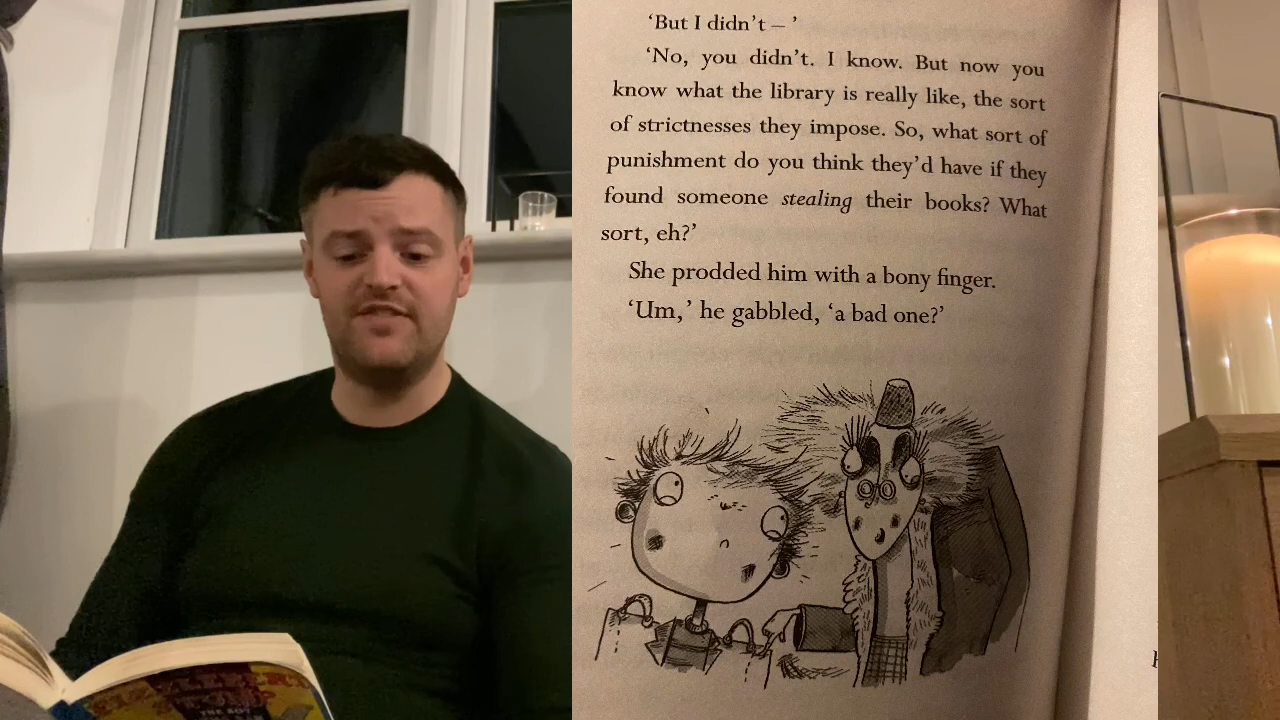 ‘But I didn’t – ’
‘No, you didn’t. I know. But now you
know what the library is really like, the sort
of strictnesses they impose. So, what sort of
punishment do you think they’d have if they
found someone stealing their books? What
sort, eh?’
She prodded him with a bony finger.
‘Um,’ he gabbled, ‘a bad one?’
THE BOY